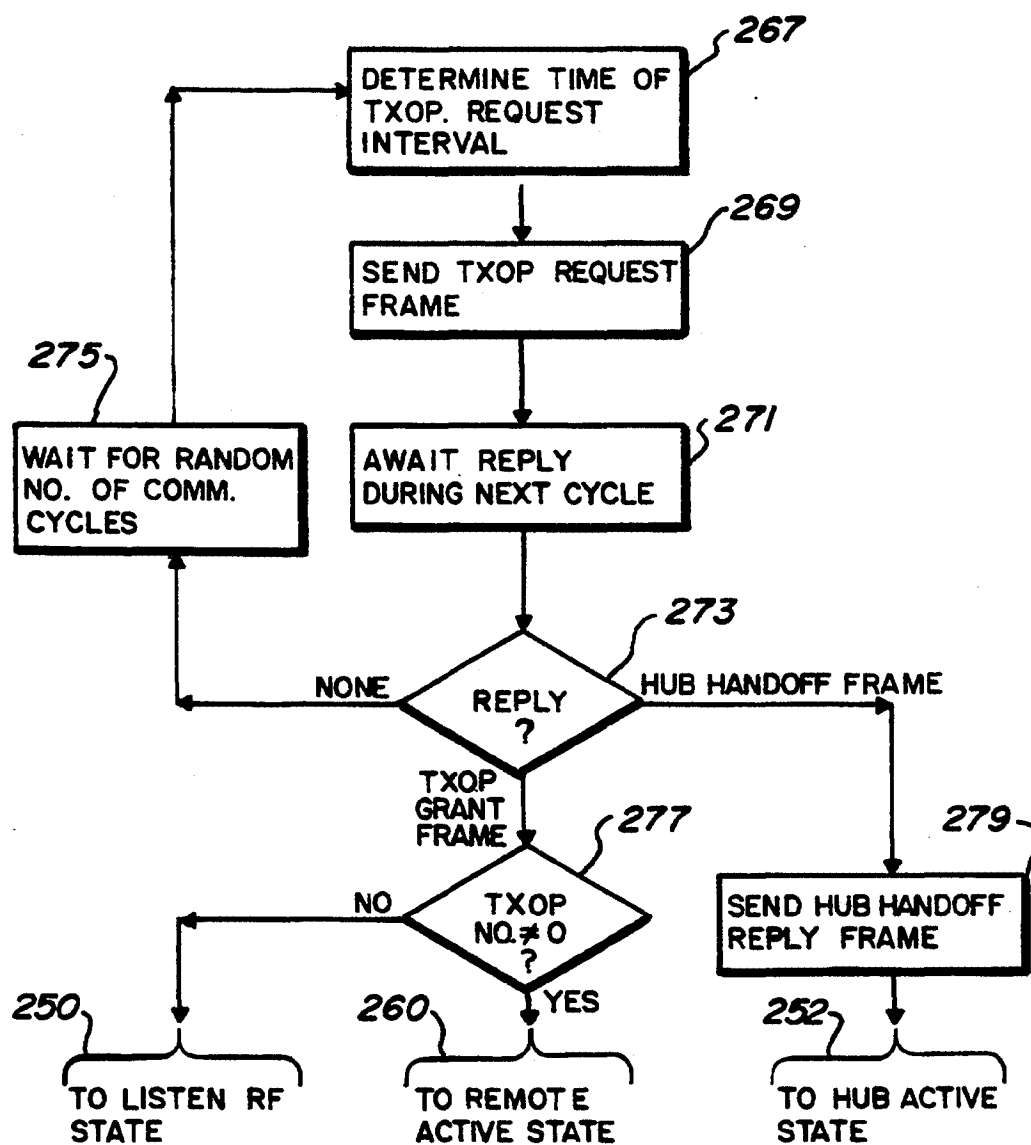 267
DETERMINE TIME OF
TXOP. REQUEST
INTERVAL
269
SEND TXOP REQUEST
FRAME
275
WAIT FOR RANDOM
NO. OF COMM.
CYCLES
271
AWAIT REPLY
DURING NEXT CYCLE
273
NONE
REPLY
?
HUB HANDOFF FRAME
TXOP
GRANT
FRAME
277
279
NO
TXOP
NO.≠0
?
YES
SEND HUB HANDOFF
REPLY FRAME
250
TO LISTEN RF
STATE
260
TO REMOTE
ACTIVE STATE
252
TO HUB ACTIVE
STATE